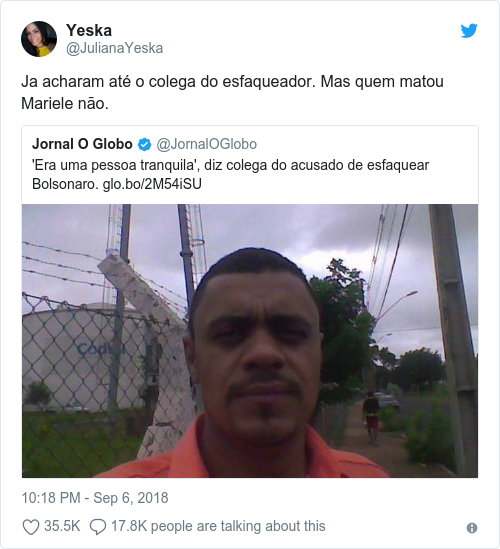 Yeska
@JulianaYeska
Ja acharam até o colega do esfaqueador. Mas quem matou
Mariele não.
Jornal O Globo @JornalOGlobo
'Era uma pessoa tranquila', diz colega do acusado de esfaquear
Bolsonaro. glo.bo/2M54iSU
10:18 PM - Sep 6, 2018
35.5K 17.8K people are talking about this